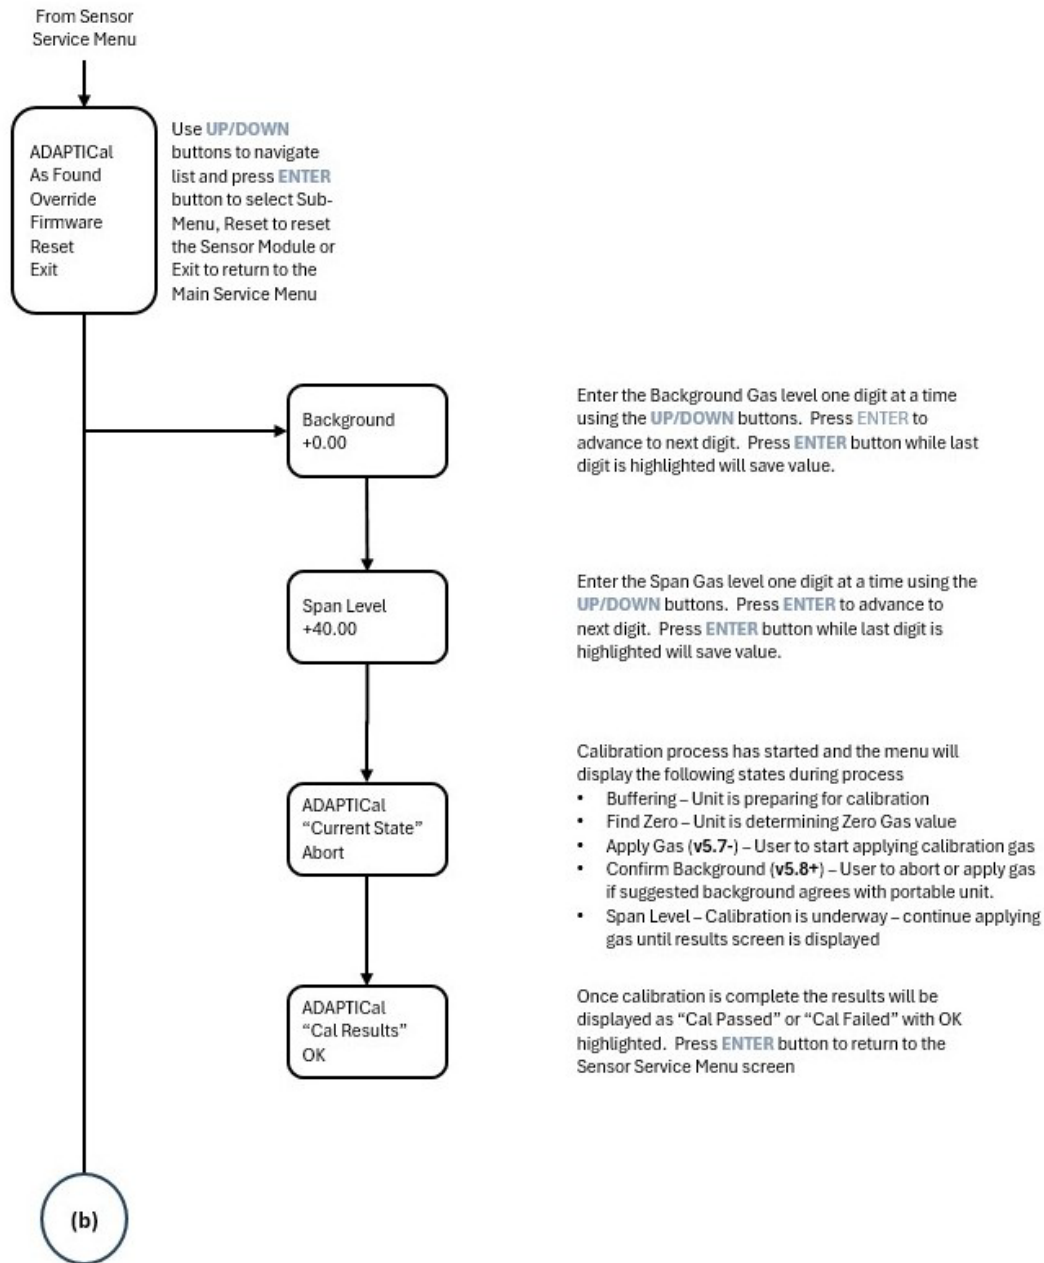 From Sensor
Service Menu
ADAPTICal
As Found
Override
Firmware
Reset
Exit
Use UP/DOWN
buttons to navigate
list and press ENTER
button to select Sub-
Menu, Reset to reset
the Sensor Module or
Exit to return to the
Main Service Menu
Background
+0.00
Enter the Background Gas level one digit at a time
using the UP/DOWN buttons. Press ENTER to
advance to next digit. Press ENTER button while last
digit is highlighted will save value.
Span Level
+40.00
Enter the Span Gas level one digit at a time using the
UP/DOWN buttons. Press ENTER to advance to
next digit. Press ENTER button while last digit is
highlighted will save value.
ADAPTICal
“Current State”
Abort
Calibration process has started and the menu will
display the following states during process
• Buffering – Unit is preparing for calibration
• Find Zero – Unit is determining Zero Gas value
• Apply Gas (v5.7-) – User to start applying calibration gas
• Confirm Background (v5.8+) – User to abort or apply gas
if suggested background agrees with portable unit.
• Span Level – Calibration is underway – continue applying
gas until results screen is displayed
ADAPTICal
“Cal Results”
OK
Once calibration is complete the results will be
displayed as “Cal Passed” or “Cal Failed” with OK
highlighted. Press ENTER button to return to the
Sensor Service Menu screen
(b)